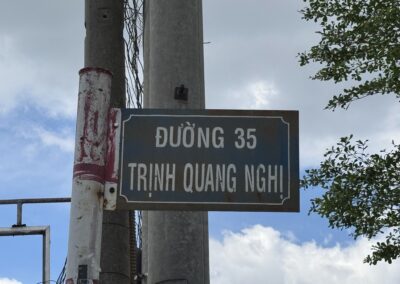 ĐƯỜNG 35
TRỊNH QUANG NGHỊ